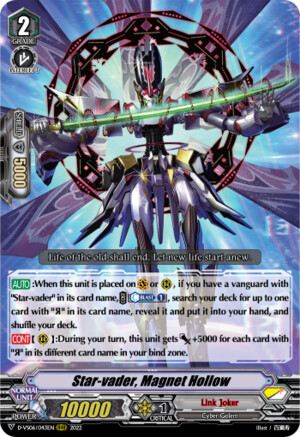 2
GRADE
INTERCEPT
SHIELD
5000
Life of the old shall end, Let new life start anew.
AUTO :When this unit is placed on or , if you have a vanguard with
"Star-vader" in its card name, BLAST 1 , search your deck for up to one
card with "Я" in its card name, reveal it and put it into your hand, and
shuffle your deck.
CONT [ ]:During your turn, this unit gets +5000 for each card with
"Я" in its different card name in your bind zone.
NORMAL
UNIT
Star-vader, Magnet Hollow
POWER
10000
1
CRITICAL
Link Joker
Cyber Golem
D-VS06/043EN RRR 2022